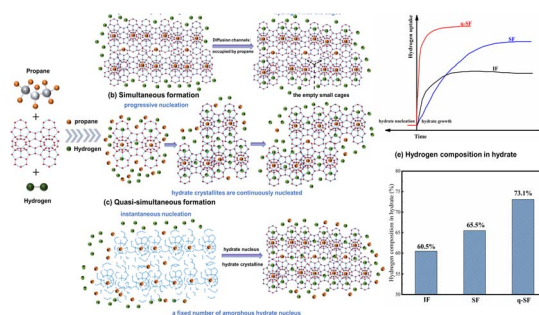 Propane
+
+
Hydrogen
Diffusion channels:
occupied by propane
the empty small cages
(b) Simultaneous formation
progressive nucleation
propane
Hydrogen
hydrate crystallites are continuously nucleated
(c) Quasi-simultaneous formation
instantaneous nucleation
hydrate nucleus
hydrate crystalline
a fixed number of amorphous hydrate nucleus
Hydrogen uptake
q-SF
SF
IF
hydrate nucleation
hydrate growth
Time
(e) Hydrogen composition in hydrate
Hydrogen composition in hydrate (%)
80
75
70
65
60
55
50
60.5%
65.5%
73.1%
IF
SF
q-SF